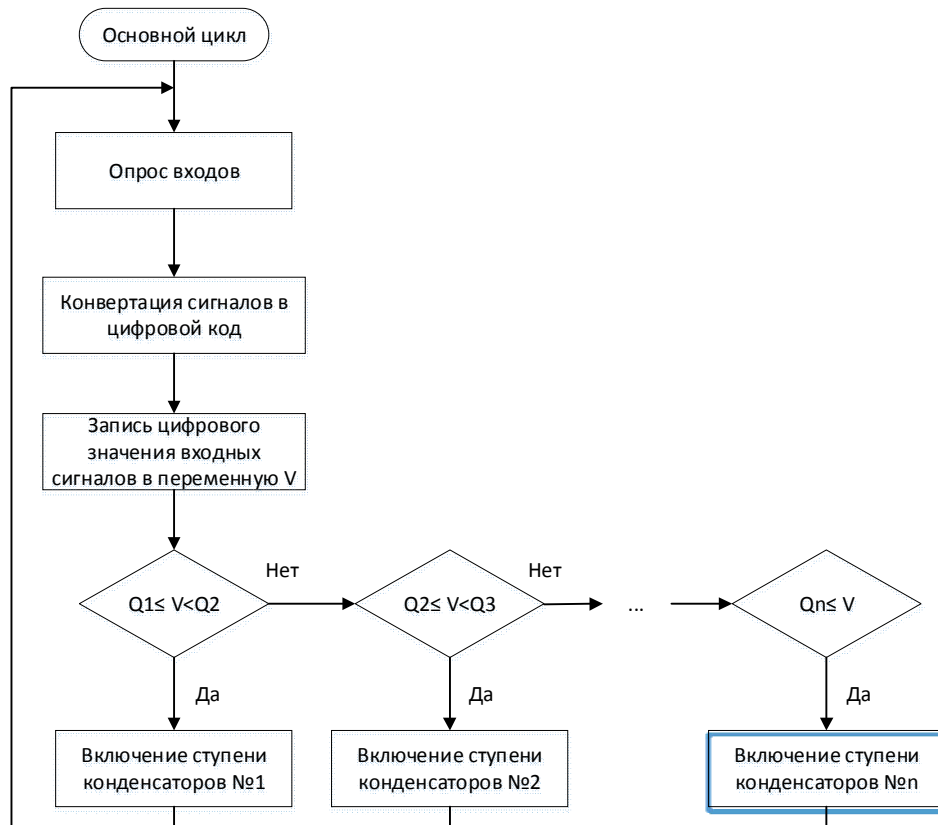 Основной цикл
Опрос входов
Конвертация сигналов в
цифровой код
Запись цифрового
значения входных
сигналов в переменную V
Нет
Нет
Q1≤ V<Q2
Q2≤ V<Q3
...
Qn≤ V
Да
Да
Да
Включение ступени
конденсаторов №1
Включение ступени
конденсаторов №2
Включение ступени
конденсаторов №n